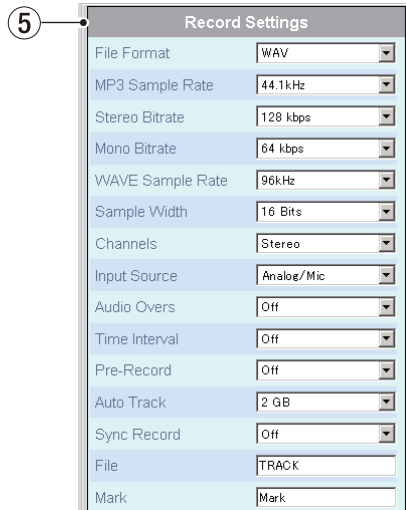 5
Record Settings
File Format WAV
MP3 Sample Rate 44.1kHz
Stereo Bitrate 128 kbps
Mono Bitrate 64 kbps
WAVE Sample Rate 96kHz
Sample Width 16 Bits
Channels Stereo
Input Source Analog/Mic
Audio Overs Off
Time Interval Off
Pre-Record Off
Auto Track 2 GB
Sync Record Off
File TRACK
Mark Mark